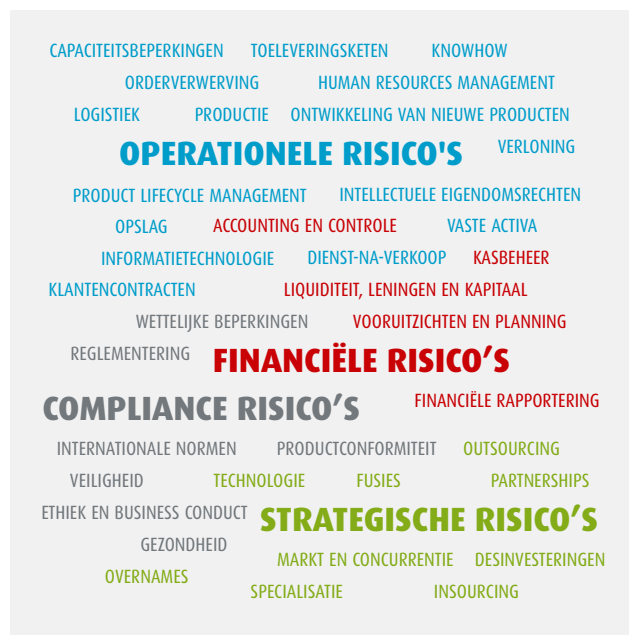 CAPACITEITSBEPERKINGEN TOELEVERINGSKETEN KNOWHOW
ORDERVERWERVING HUMAN RESOURCES MANAGEMENT
LOGISTIEK PRODUCTIE ONTWIKKELING VAN NIEUWE PRODUCTEN
OPERATIONELE RISICO'S VERLONING
PRODUCT LIFECYCLE MANAGEMENT INTELLECTUELE EIGENDOMSRECHTEN
OPSLAG ACCOUNTING EN CONTROLE VASTE ACTIVA
INFORMATIETECHNOLOGIE DIENST-NA-VERKOOP KASBEHEER
KLANTENCONTRACTEN LIQUIDITEIT, LENINGEN EN KAPITAAL
WETTELIJKE BEPERKINGEN VOORUITZICHTEN EN PLANNING
REGLEMENTERING FINANCIËLE RISICO’S
COMPLIANCE RISICO’S FINANCIËLE RAPPORTERING
INTERNATIONALE NORMEN PRODUCTCONFORMITEIT OUTSOURCING
VEILIGHEID TECHNOLOGIE FUSIES PARTNERSHIPS
ETHIEK EN BUSINESS CONDUCT STRATEGISCHE RISICO’S
GEZONDHEID
MARKT EN CONCURRENTIE DESINVESTERINGEN
OVERNAMES
SPECIALISATIE INSOURCING